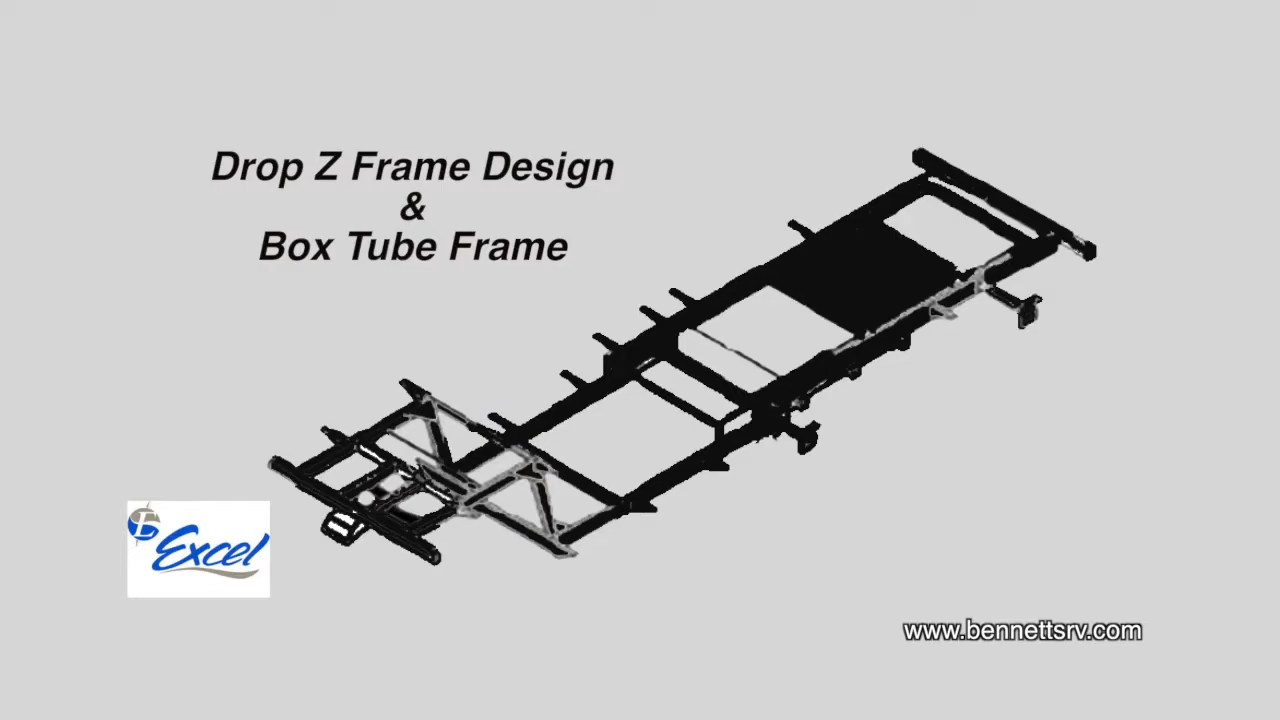 Drop Z Frame Design
&
Box Tube Frame
L
Excel
www.bennettsrv.com